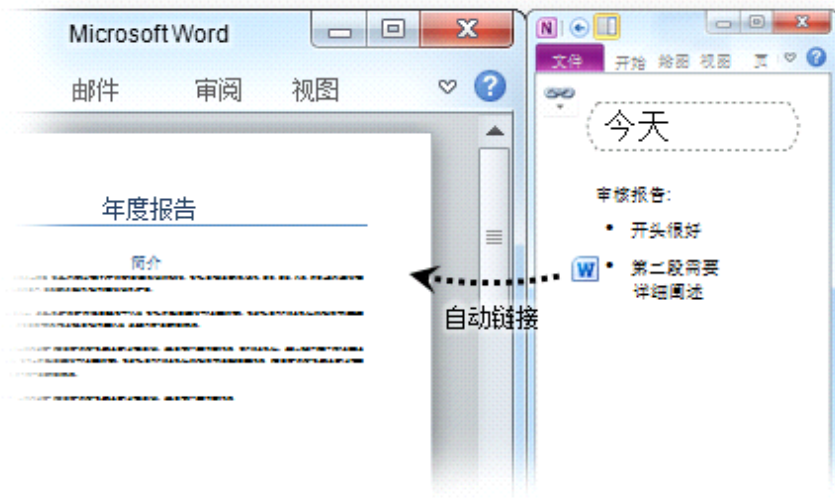 Microsoft Word
邮件 审阅 视图
年度报告
简介
自动链接
文件 开始 绘图 视图 页
今天
审核报告:
开头很好
W
第二段需要
详细阐述